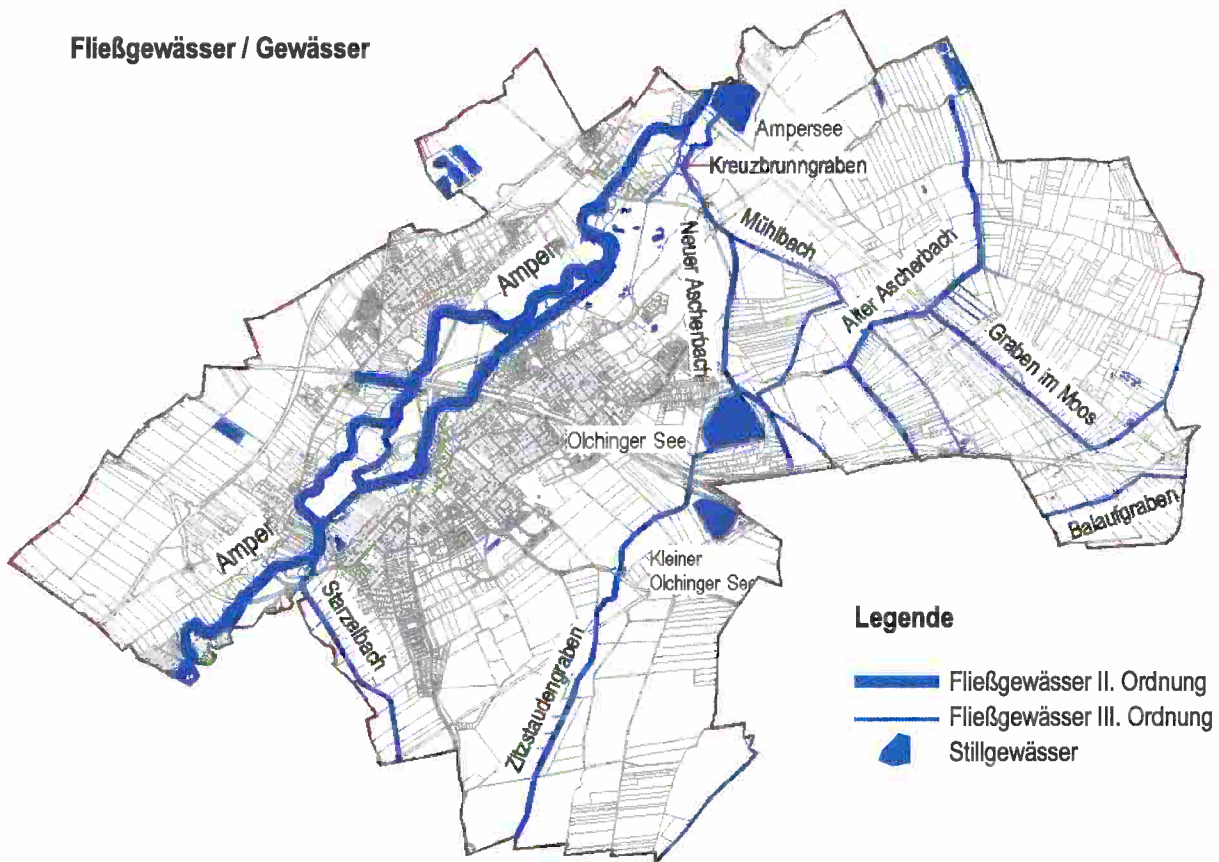 Fließgewässer / Gewässer
Ampersee
Kreuzbrunngraben
Mühlbach
Neuer Ascherbach
Alter Ascherbach
Amper
Graben im Moos
Olchinger See
Balaufgraben
Amper
Kleiner
Olchinger See
Starzelbach
Zitzstaudengraben
Legende
Fließgewässer II. Ordnung
Fließgewässer III. Ordnung
Stillgewässer